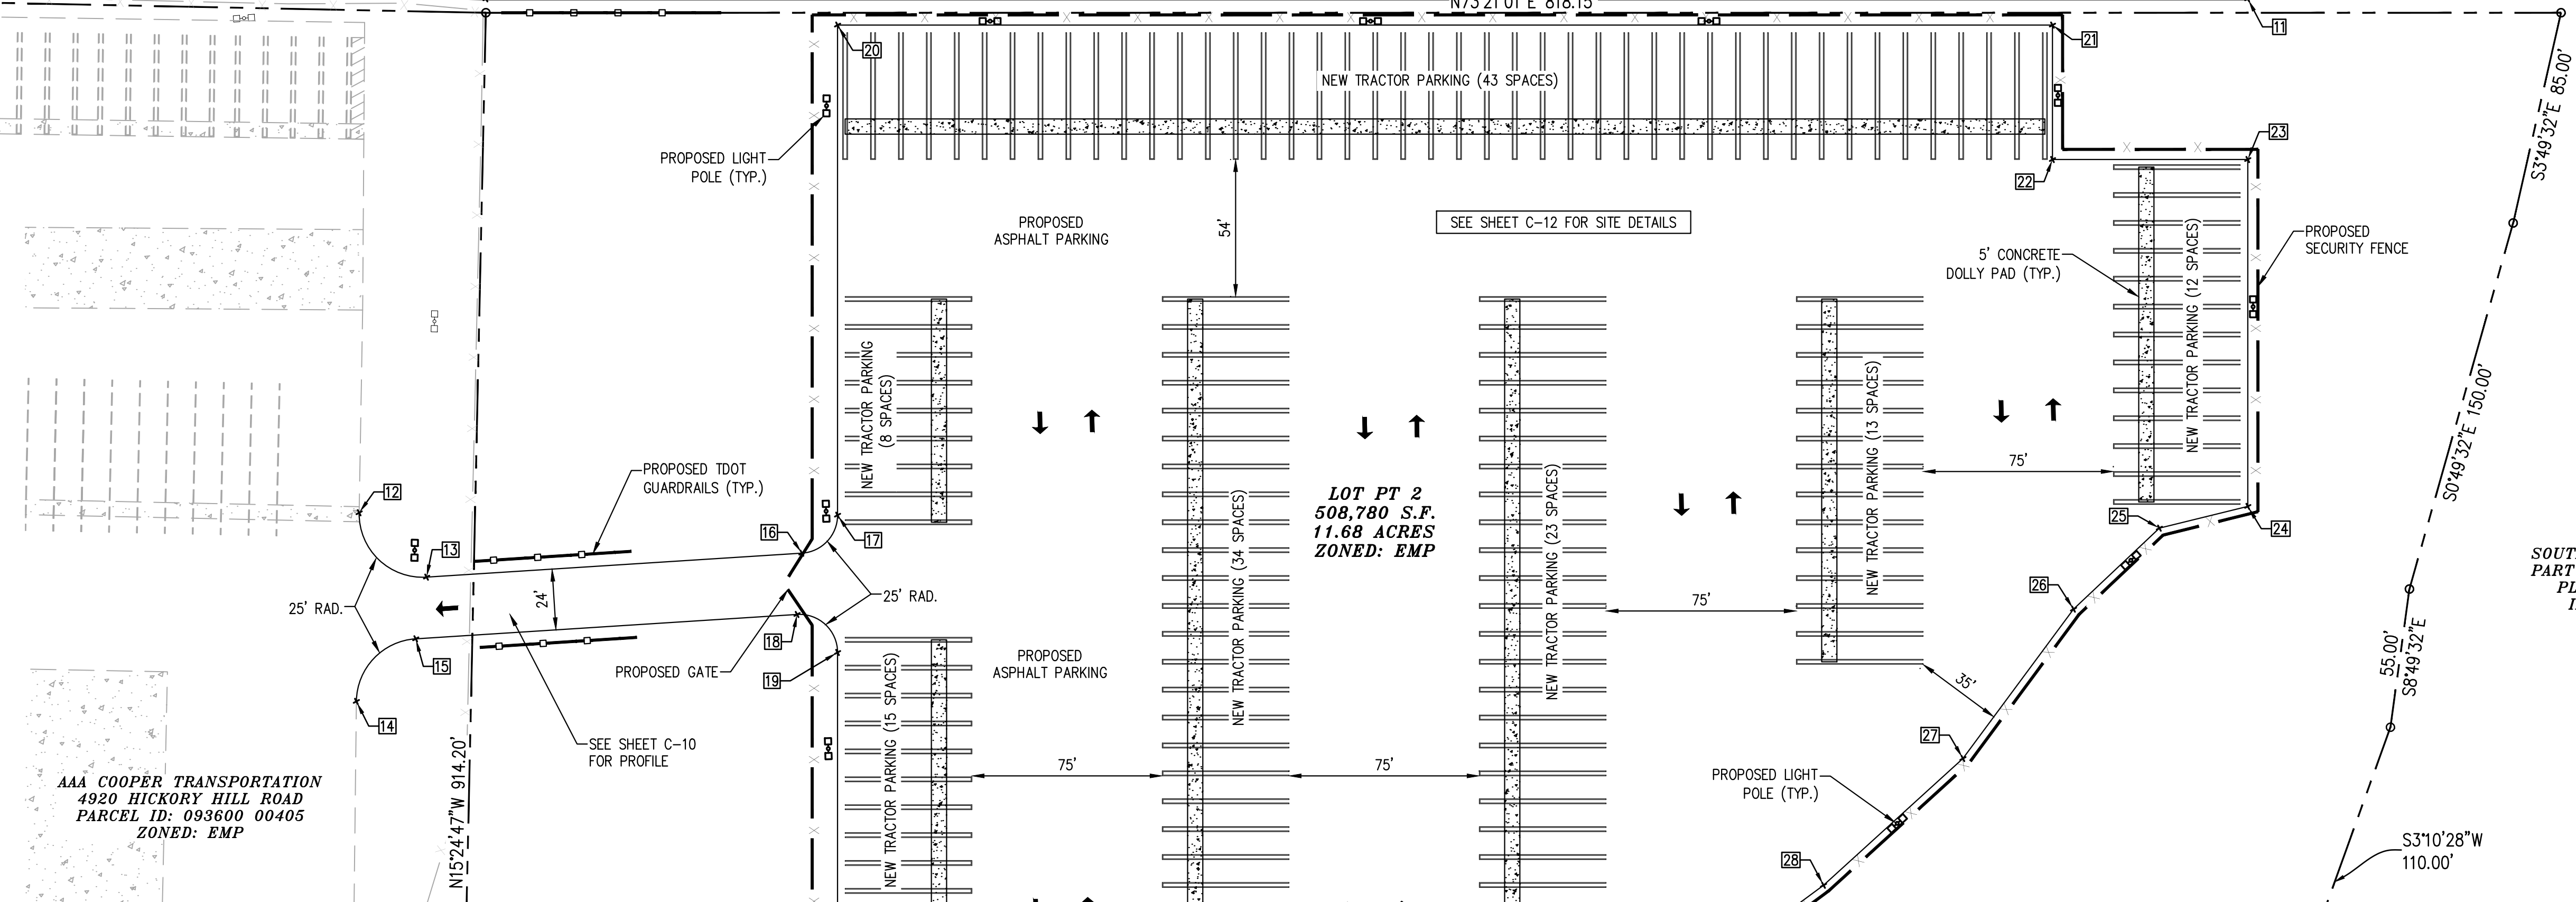 N73°21'01"E 818.15'
11
20
21
NEW TRACTOR PARKING (43 SPACES)
S3°49'32"E 85.00'
PROPOSED LIGHT
POLE (TYP.)
23
22
PROPOSED
ASPHALT PARKING
54'
SEE SHEET C-12 FOR SITE DETAILS
PROPOSED
SECURITY FENCE
5' CONCRETE
DOLLY PAD (TYP.)
NEW TRACTOR PARKING (12 SPACES)
NEW TRACTOR PARKING
(8 SPACES)
NEW TRACTOR PARKING (13 SPACES)
S0°49'32"E 150.00'
75'
PROPOSED TDOT
GUARDRAILS (TYP.)
12
LOT PT 2
508,780 S.F.
11.68 ACRES
ZONED: EMP
NEW TRACTOR PARKING (34 SPACES)
NEW TRACTOR PARKING (23 SPACES)
25
24
16
17
13
26
25' RAD.
24'
25' RAD.
75'
18
15
PROPOSED GATE
19
PROPOSED
ASPHALT PARKING
NEW TRACTOR PARKING (15 SPACES)
35'
55.00'
S8°49'32"E
14
27
SEE SHEET C-10
FOR PROFILE
75'
75'
PROPOSED LIGHT
POLE (TYP.)
N15°24'47"W 914.20'
AAA COOPER TRANSPORTATION
4920 HICKORY HILL ROAD
PARCEL ID: 093600 00405
ZONED: EMP
28
S3°10'28"W
110.00'
PART